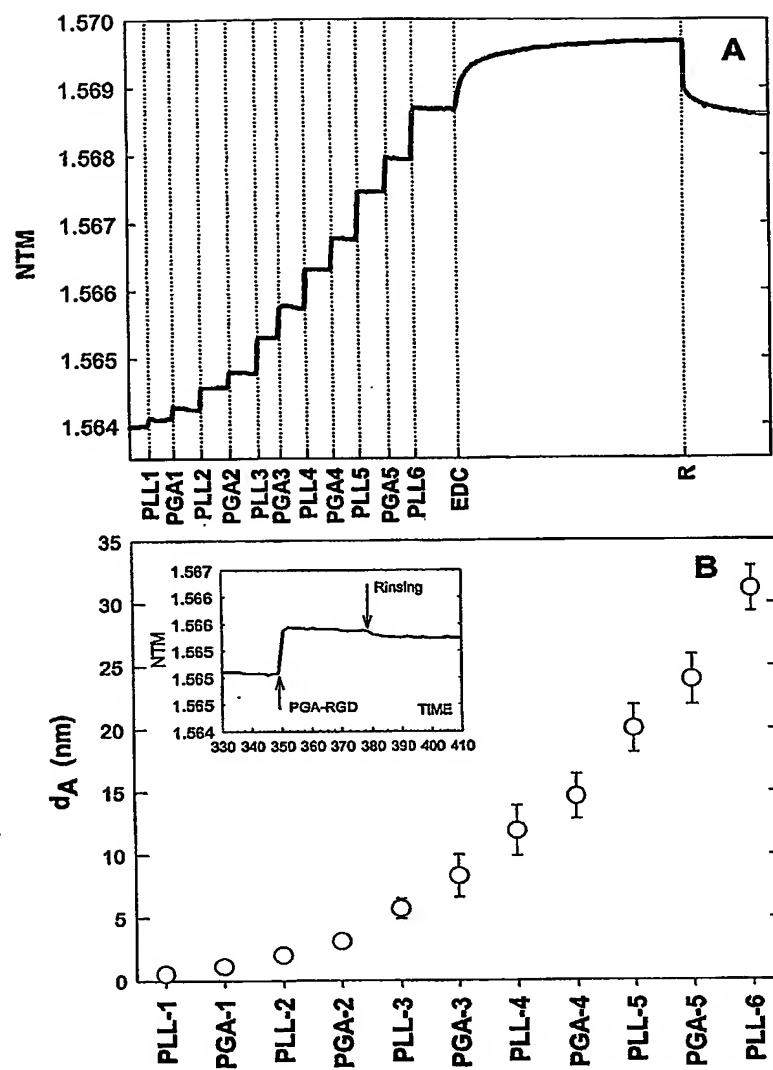 A
NTM
1.570
1.569
1.568
1.567
1.566
1.565
1.564
PLL1
PGA1
PLL2
PGA2
PLL3
PGA3
PLL4
PGA4
PLL5
PGA5
PLL6
EDC
R
B
dA (nm)
35
30
25
20
15
10
5
0
NTM
1.567
1.566
1.566
1.565
1.565
1.564
Rinsing
PGA-RGD
TIME
330 340 350 360 370 380 390 400 410
PLL-1
PGA-1
PLL-2
PGA-2
PLL-3
PGA-3
PLL-4
PGA-4
PLL-5
PGA-5
PLL-6